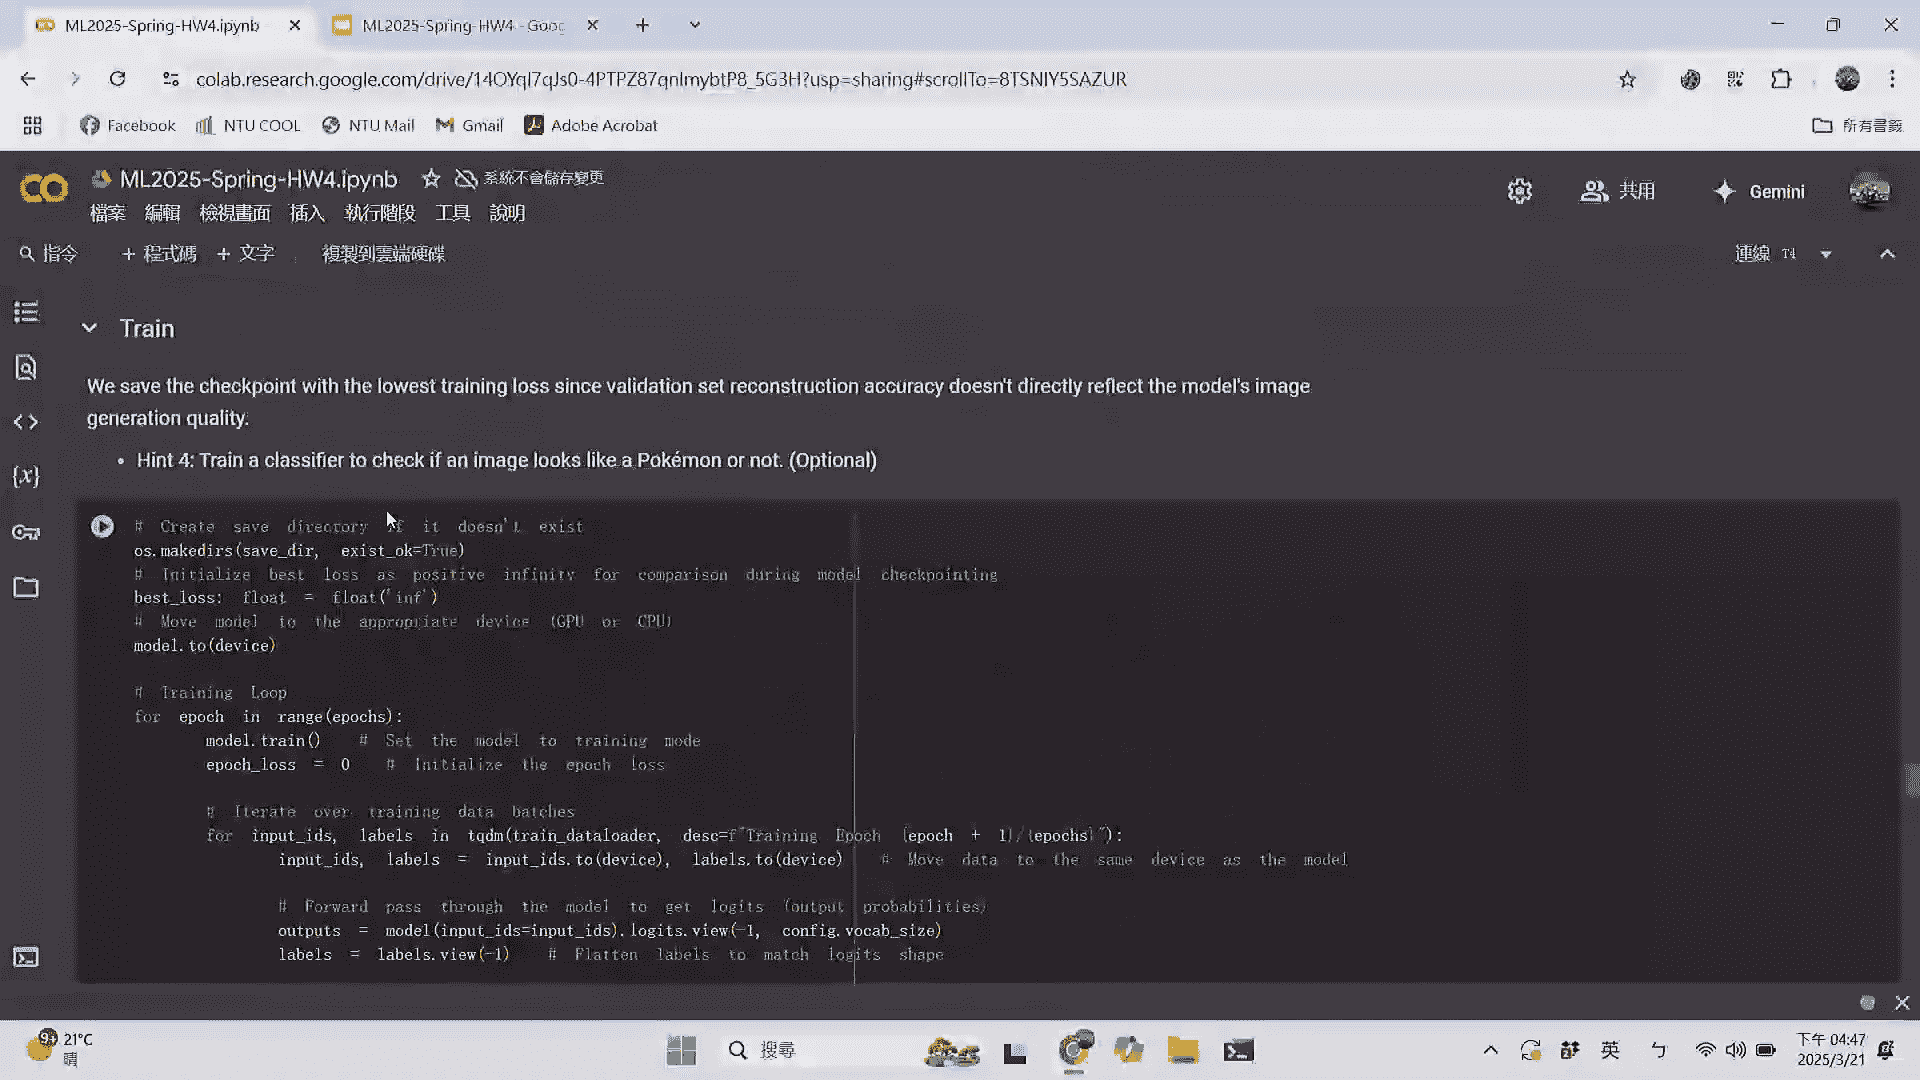 ML2025-Spring-HW4.ipynb
ML2025-Spring-HW4 - Goog
colab.research.google.com/drive/14OYql7qJs0-4PTPZ87qnlmybtP8_5G3H?usp=sharing#scrollTo=8TSNIY5SAZUR
Facebook NTU COOL NTU Mail Gmail Adobe Acrobat 所有書籤
ML2025-Spring-HW4.ipynb 系統不會儲存變更
檔案 編輯 檢視畫面 插入 執行階段 工具 說明
共用 Gemini
指令 + 程式碼 + 文字 複製到雲端硬碟 連線 T4
Train
We save the checkpoint with the lowest training loss since validation set reconstruction accuracy doesn't directly reflect the model's image
generation quality.
• Hint 4: Train a classifier to check if an image looks like a Pokémon or not. (Optional)
# Create save directory if it doesn't exist
os.makedirs(save_dir, exist_ok=True)
# Initialize best loss as positive infinity for comparison during model checkpointing
best_loss: float = float('inf')
# Move model to the appropriate device (GPU or CPU)
model.to(device)
# Training Loop
for epoch in range(epochs):
model.train() # Set the model to training mode
epoch_loss = 0 # Initialize the epoch loss
# Iterate over training data batches
for input_ids, labels in tqdm(train_dataloader, desc=f"Training Epoch {epoch + 1}/{epochs}"):
input_ids, labels = input_ids.to(device), labels.to(device) # Move data to the same device as the model
# Forward pass through the model to get logits (output probabilities)
outputs = model(input_ids=input_ids).logits.view(-1, config.vocab_size)
labels = labels.view(-1) # Flatten labels to match logits shape
9+ 21°C
晴
搜尋
英 ㄅ
下午 04:47
2025/3/21